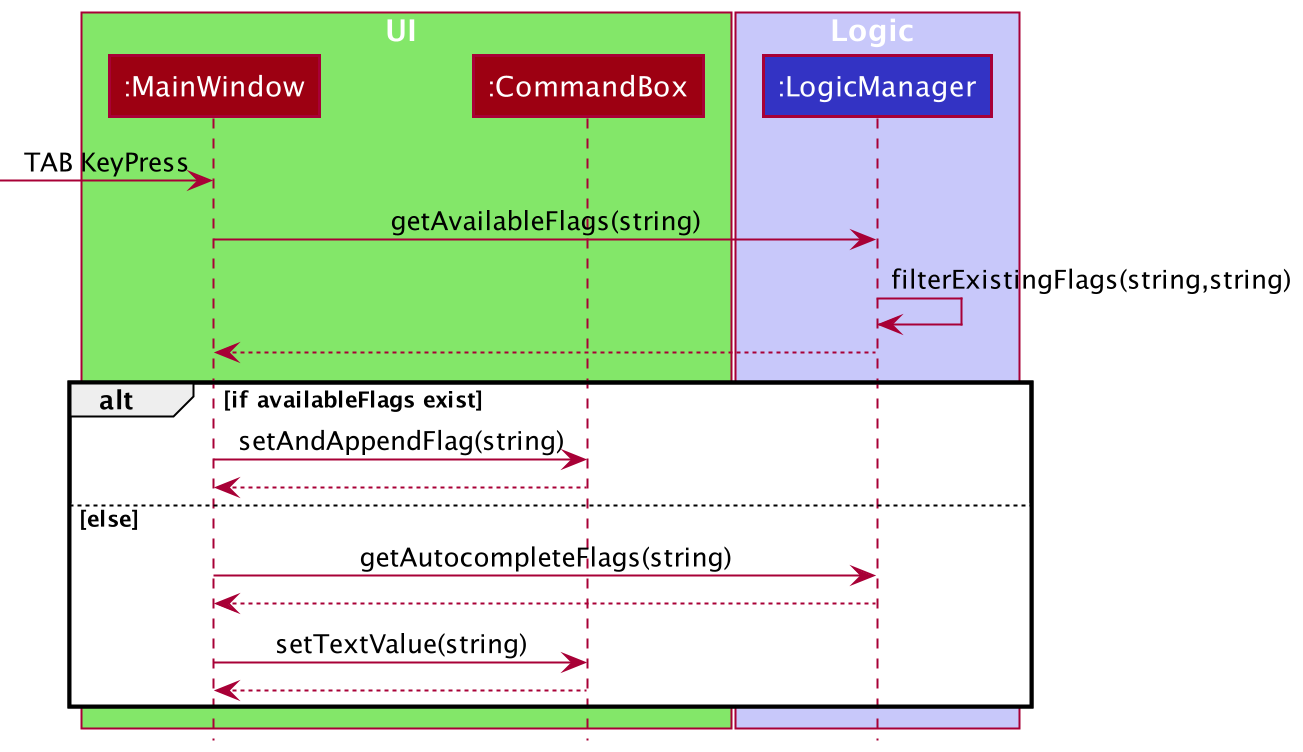 UI
Logic
:MainWindow
:CommandBox
:LogicManager
TAB KeyPress
getAvailableFlags(string)
filterExistingFlags(string,string)
alt
[if availableFlags exist]
setAndAppendFlag(string)
[else]
getAutocompleteFlags(string)
setTextValue(string)